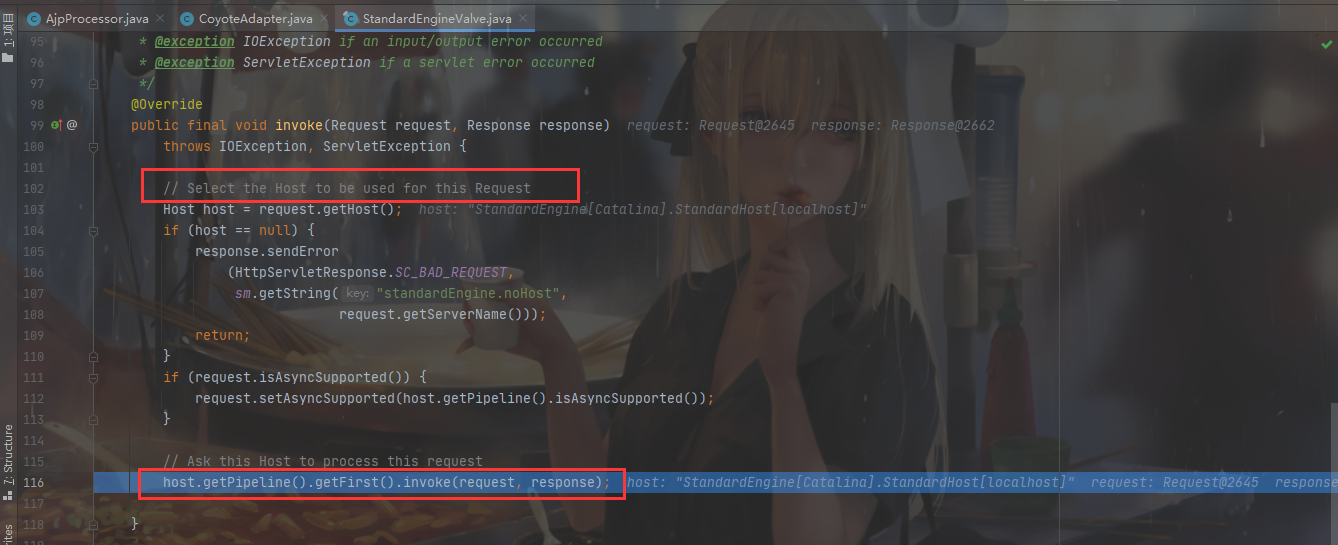 AjpProcessor.java × CoyoteAdapter.java × StandardEngineValve.java ×
1: 项目
95 * @exception IOException if an input/output error occurred
96 * @exception ServletException if a servlet error occurred
97 */
98 @Override
99 @ public final void invoke(Request request, Response response) request: Request@2645 response: Response@2662
100 throws IOException, ServletException {
101
102 // Select the Host to be used for this Request
103 Host host = request.getHost(); host: "StandardEngine[Catalina].StandardHost[localhost]"
104 if (host == null) {
105 response.sendError
106 (HttpServletResponse.SC_BAD_REQUEST,
107 sm.getString( key: "standardEngine.noHost",
108 request.getServerName()));
109 return;
110 }
111 if (request.isAsyncSupported()) {
112 request.setAsyncSupported(host.getPipeline().isAsyncSupported());
113 }
114
115 // Ask this Host to process this request
116 host.getPipeline().getFirst().invoke(request, response); host: "StandardEngine[Catalina].StandardHost[localhost]" request: Request@2645 response
117
118 }
119
7: Structure
rites